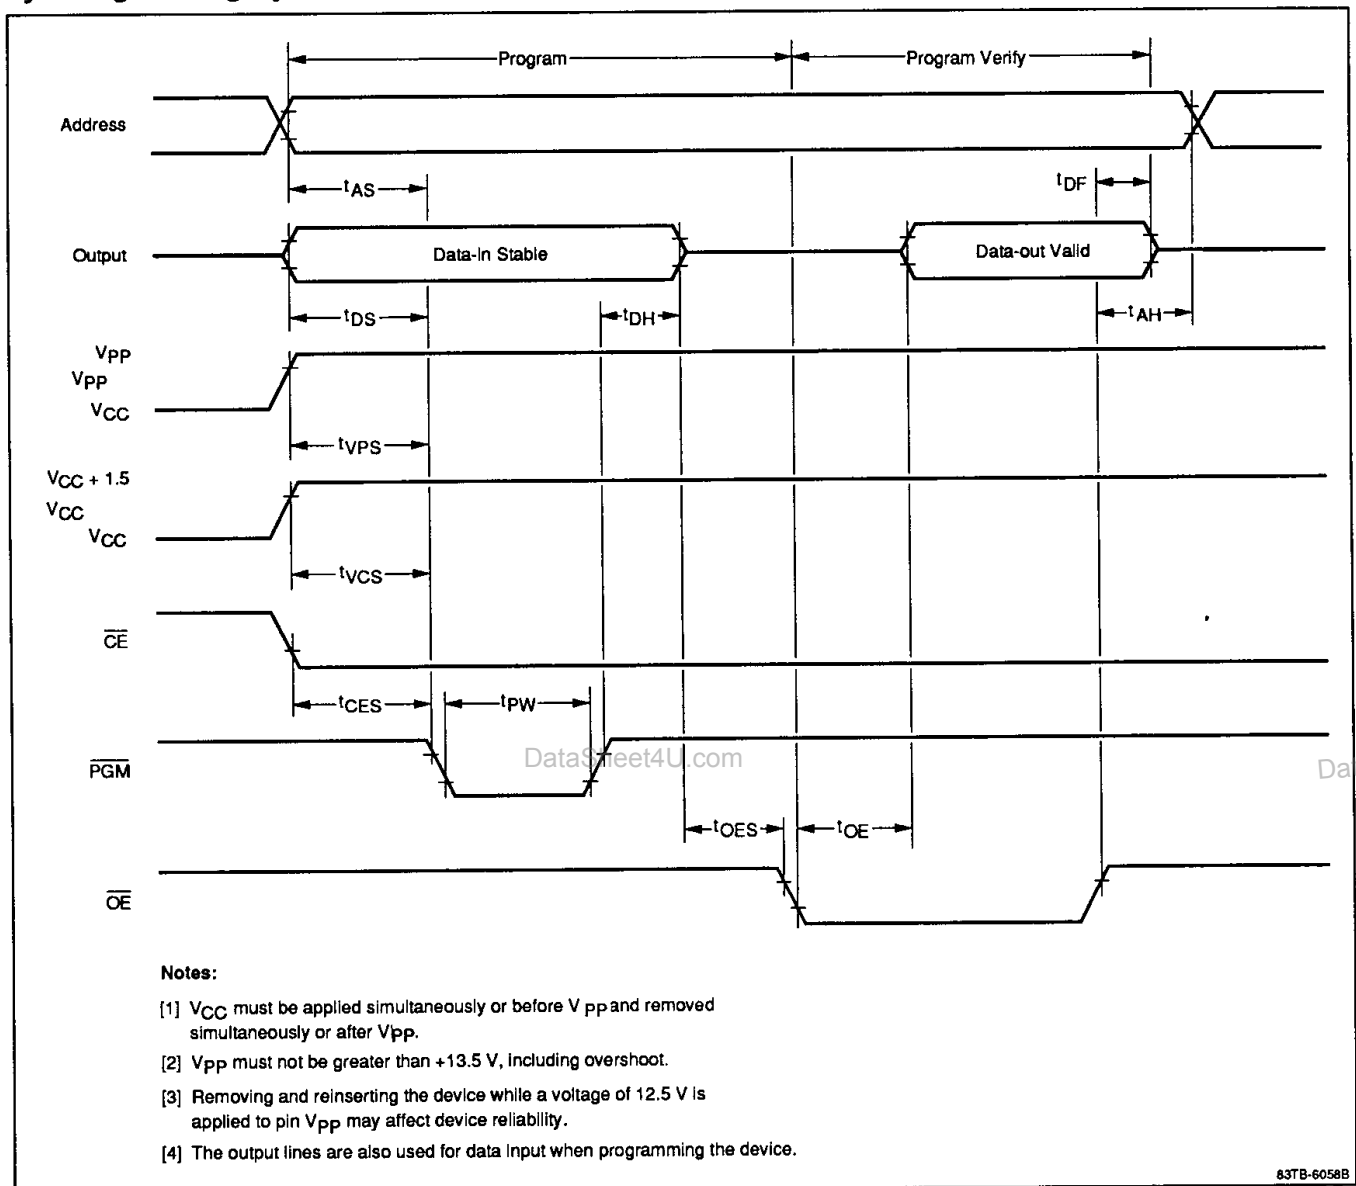 Program
Program Verify
Address
tAS
tDF
Output
Data-In Stable
Data-out Valid
tDS
tDH
tAH
VPP
VPP
VCC
tVPS
VCC + 1.5
VCC
VCC
tVCS
CE
tCES
tPW
PGM
DataSheet4U.com
Da
tOES
tOE
OE
Notes:
[1] VCC must be applied simultaneously or before VPP and removed
simultaneously or after VPP.
[2] VPP must not be greater than +13.5 V, including overshoot.
[3] Removing and reinserting the device while a voltage of 12.5 V is
applied to pin VPP may affect device reliability.
[4] The output lines are also used for data input when programming the device.
83TB-6058B